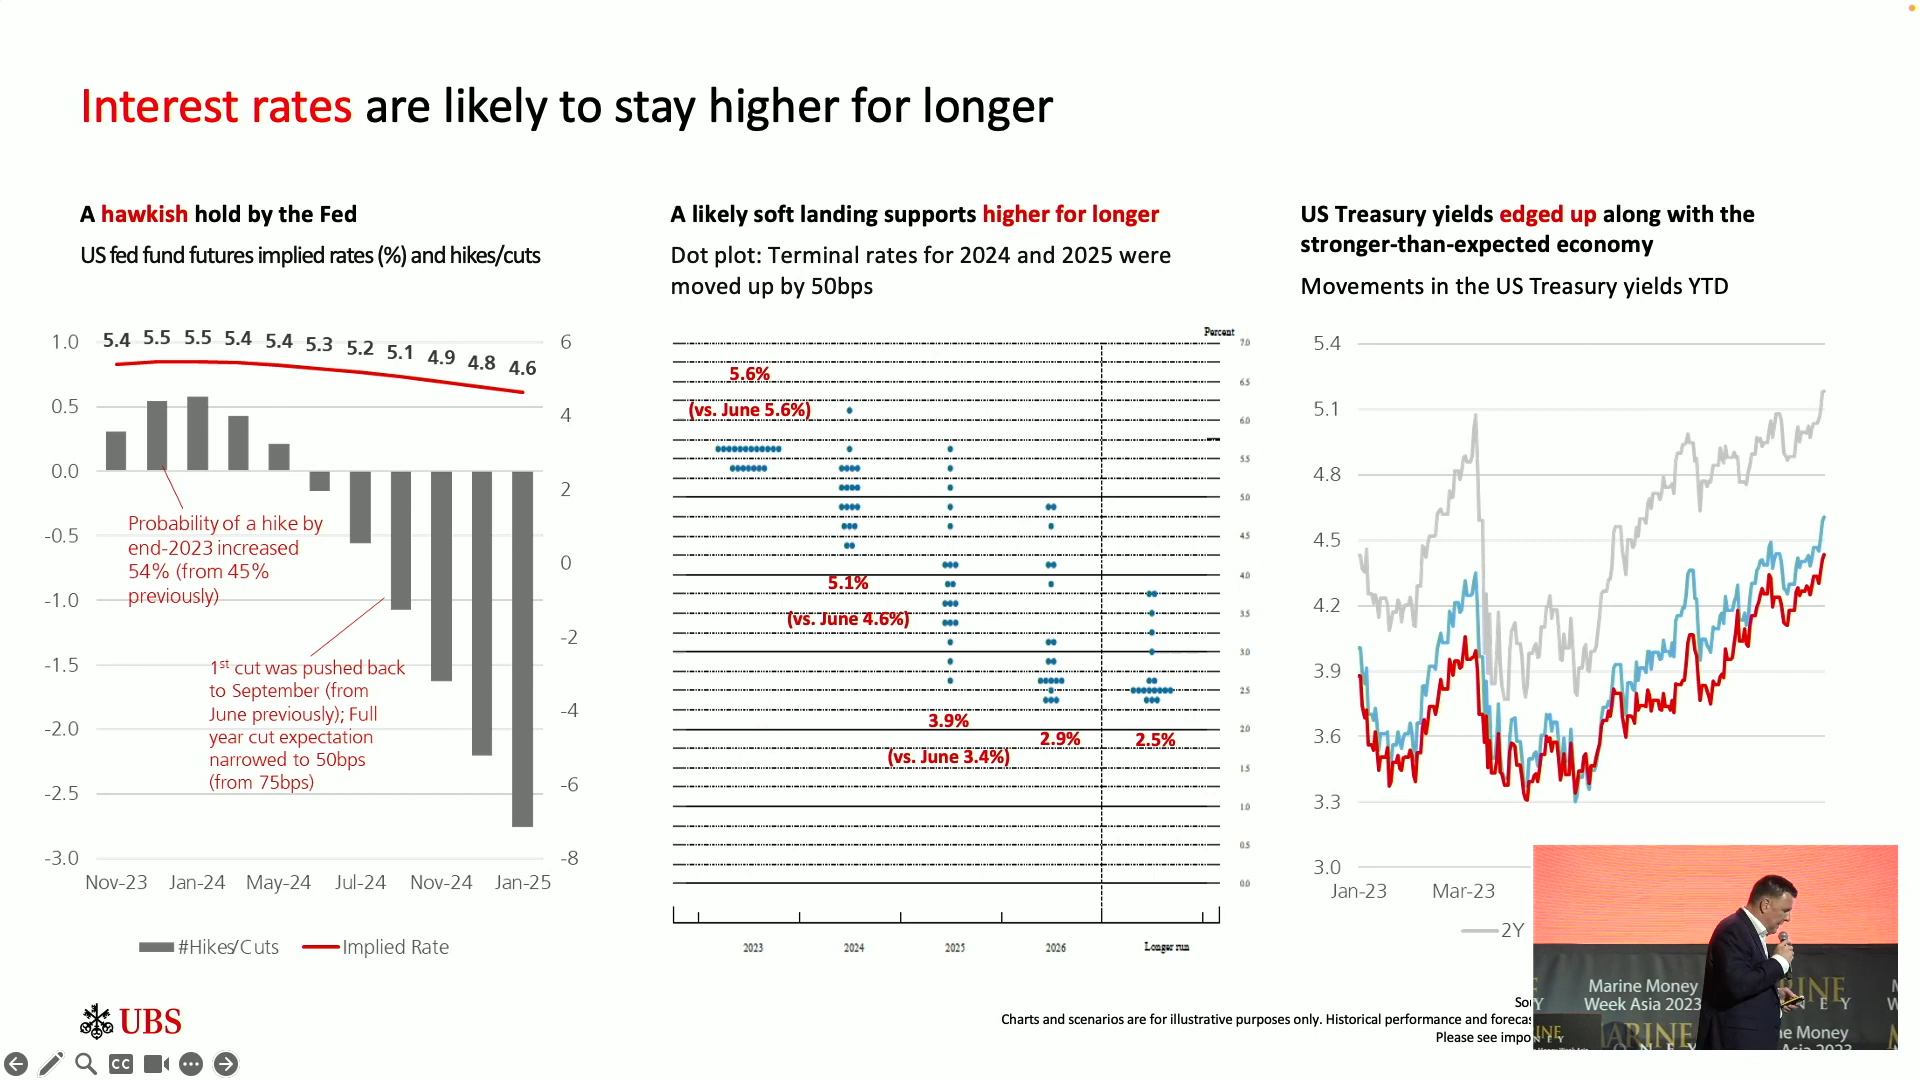 Interest rates are likely to stay higher for longer
A hawkish hold by the Fed
US fed fund futures implied rates (%) and hikes/cuts
1.0
0.5
0.0
-0.5
-1.0
-1.5
-2.0
-2.5
-3.0
5.4 5.5 5.5 5.4 5.4 5.3 5.2 5.1 4.9 4.8 4.6
6
4
2
0
-2
-4
-6
-8
Probability of a hike by
end-2023 increased
54% (from 45%
previously)
1st cut was pushed back
to September (from
June previously); Full
year cut expectation
narrowed to 50bps
(from 75bps)
Nov-23 Jan-24 May-24 Jul-24 Nov-24 Jan-25
#Hikes/Cuts Implied Rate
A likely soft landing supports higher for longer
Dot plot: Terminal rates for 2024 and 2025 were
moved up by 50bps
Percent
7.0
6.5
6.0
5.5
5.0
4.5
4.0
3.5
3.0
2.5
2.0
1.5
1.0
0.5
0.0
5.6%
(vs. June 5.6%)
5.1%
(vs. June 4.6%)
3.9%
(vs. June 3.4%)
2.9%
2.5%
2023 2024 2025 2026 Longer run
US Treasury yields edged up along with the
stronger-than-expected economy
Movements in the US Treasury yields YTD
5.4
5.1
4.8
4.5
4.2
3.9
3.6
3.3
3.0
Jan-23 Mar-23
2Y
UBS
Charts and scenarios are for illustrative purposes only. Historical performance and forecas
Please see impo
CC
Marine Money
Week Asia 2023